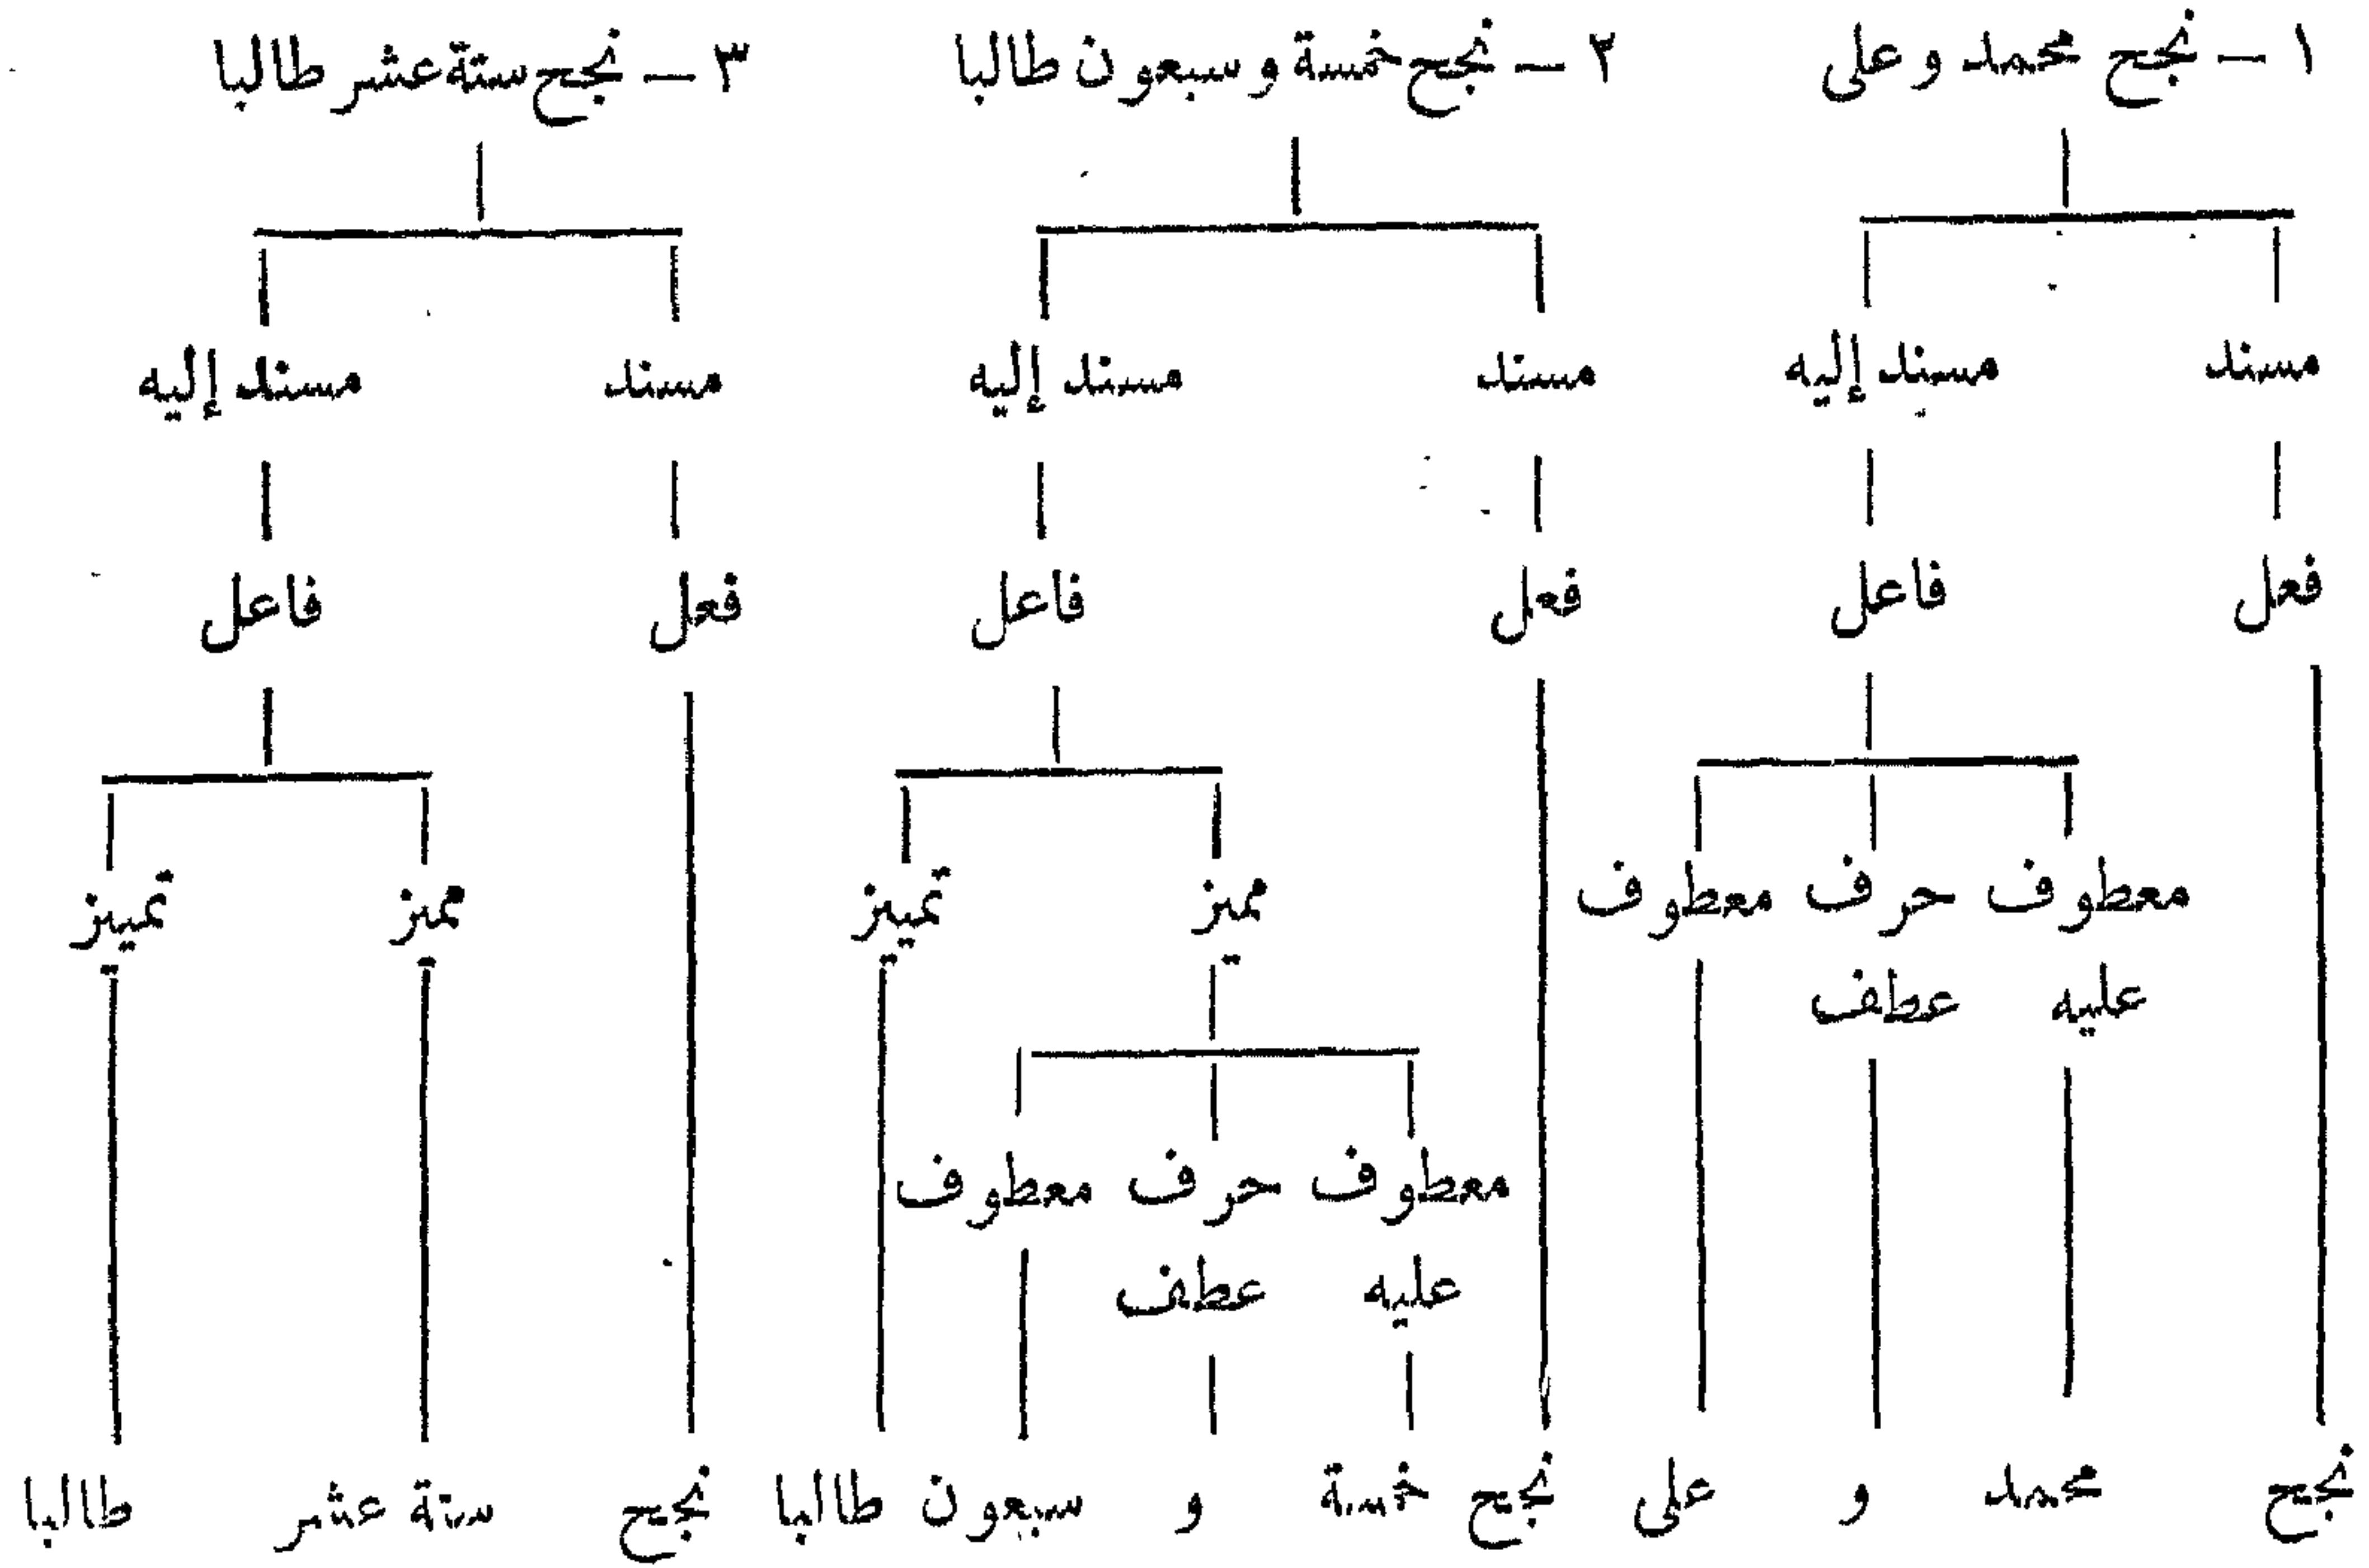 ١ - نجح محمد وعلى ٢ - نجح خمسة وسبعون طالبا ٣ - نجح ستة عشر طالبا
مسند مسند إليه مسند مسند إليه مسند مسند إليه
فعل فاعل فعل فاعل فعل فاعل
معطوف حرف معطوف مميز تمييز مميز تمييز
عليه عطف
معطوف حرف معطوف
عليه عطف
نجح محمد و على نجح خمسة و سبعون طالبا نجح ستة عشر طالبا